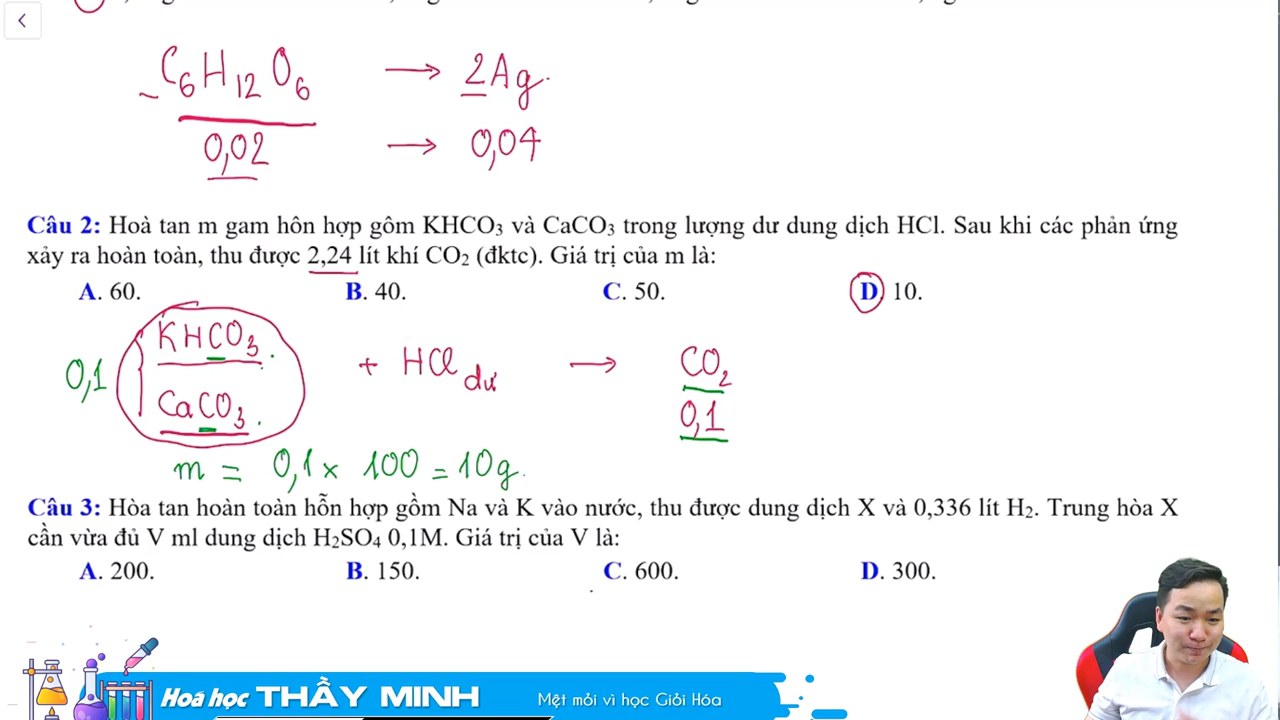 C6H12O6 → 2Ag.
0,02 → 0,04
Câu 2: Hoà tan m gam hôn hợp gồm KHCO3 và CaCO3 trong lượng dư dung dịch HCl. Sau khi các phản ứng
xảy ra hoàn toàn, thu được 2,24 lít khí CO2 (đktc). Giá trị của m là:
A. 60. B. 40. C. 50. D. 10.
0,1 { KHCO3 CaCO3 + HCl dư → CO2
0,1
m = 0,1 x 100 = 10g.
Câu 3: Hòa tan hoàn toàn hỗn hợp gồm Na và K vào nước, thu được dung dịch X và 0,336 lít H2. Trung hòa X
cần vừa đủ V ml dung dịch H2SO4 0,1M. Giá trị của V là:
A. 200. B. 150. C. 600. D. 300.
Hoá học THẦY MINH Mệt mỏi vì học Giỏi Hóa